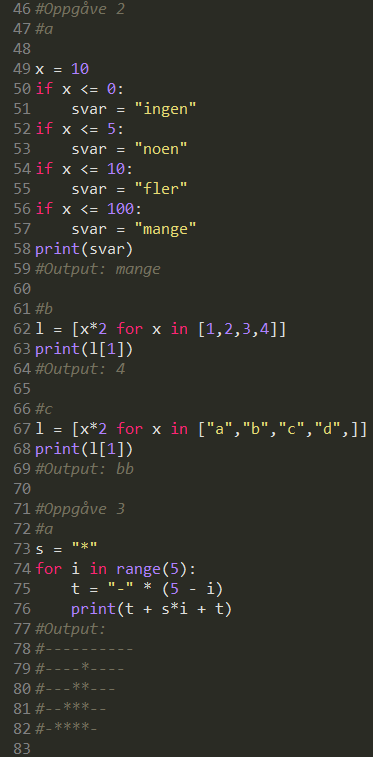 46 #Oppgåve 2
47 #a
48
49 x = 10
50 if x <= 0:
51     svar = "ingen"
52 if x <= 5:
53     svar = "noen"
54 if x <= 10:
55     svar = "fler"
56 if x <= 100:
57     svar = "mange"
58 print(svar)
59 #Output: mange
60
61 #b
62 l = [x*2 for x in [1,2,3,4]]
63 print(l[1])
64 #Output: 4
65
66 #c
67 l = [x*2 for x in ["a","b","c","d",]]
68 print(l[1])
69 #Output: bb
70
71 #Oppgåve 3
72 #a
73 s = "*"
74 for i in range(5):
75     t = "-" * (5 - i)
76     print(t + s*i + t)
77 #Output:
78 #----------
79 #----*----
80 #---**---
81 #--***--
82 #-****-
83